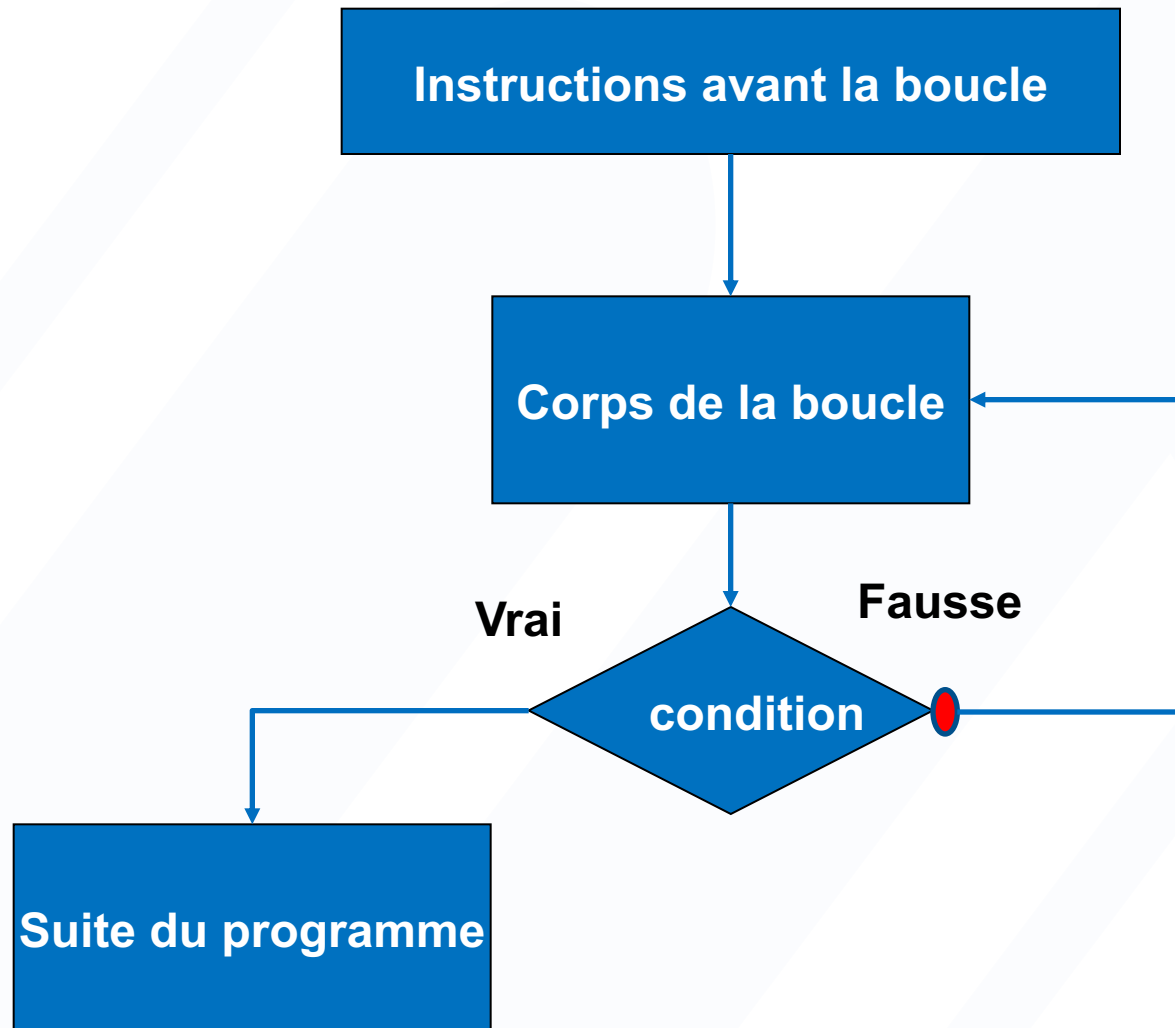 Instructions avant la boucle
Corps de la boucle
Vrai
Fausse
condition
Suite du programme